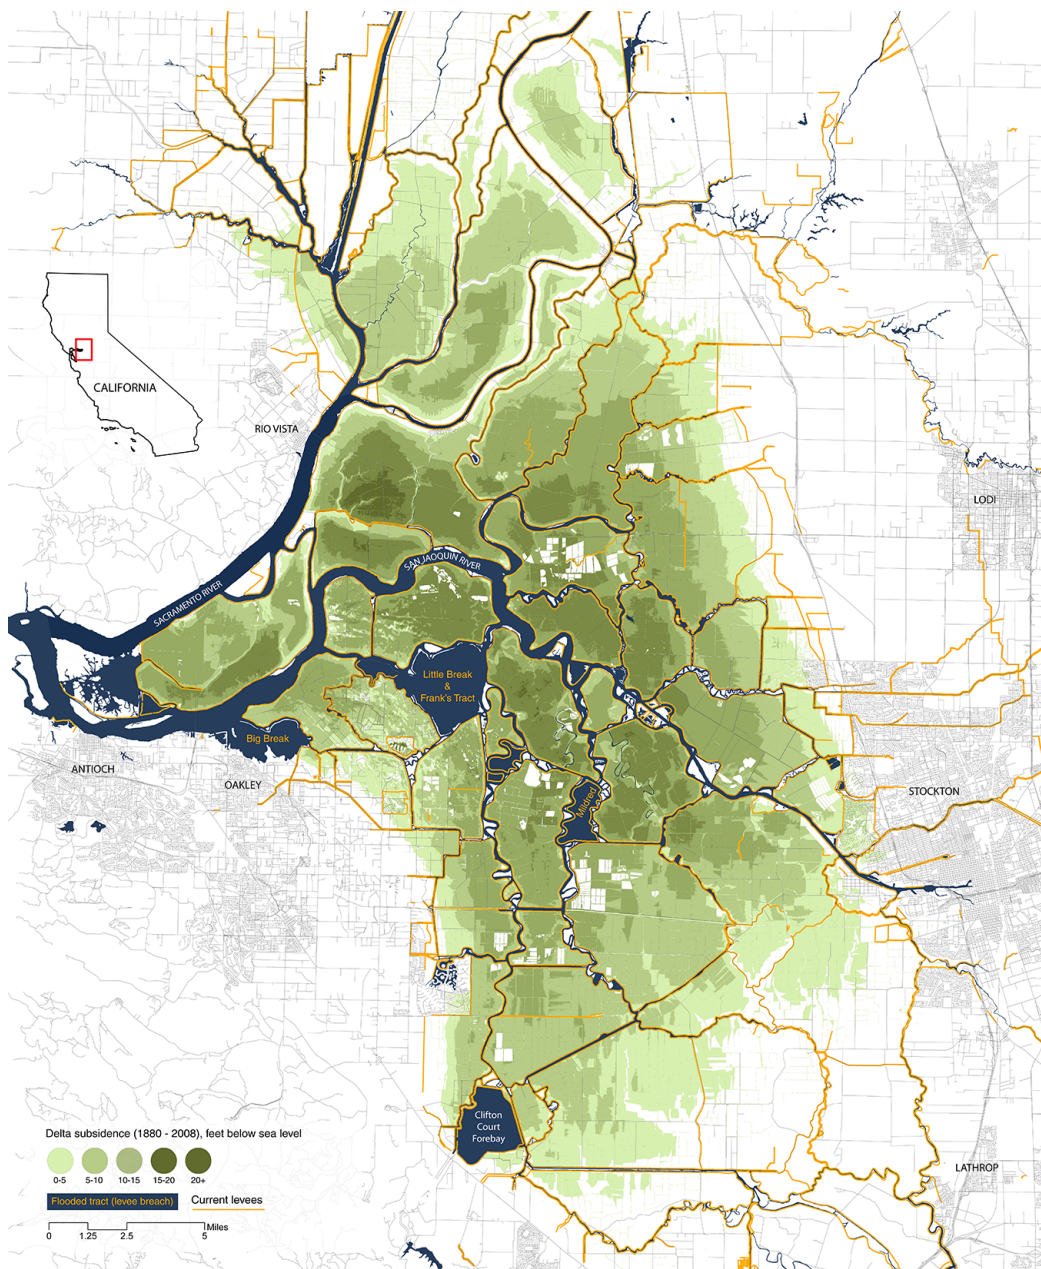 CALIFORNIA
RIO VISTA
LODI
SAN JAOQUIN RIVER
SACRAMENTO RIVER
Little Break
&
Frank's Tract
Big Break
ANTIOCH
OAKLEY
Mildred
STOCKTON
Clifton
Court
Forebay
LATHROP
Delta subsidence (1880 - 2008), feet below sea level
0-5 5-10 10-15 15-20 20+
Flooded tract (levee breach) Current levees
Miles
0 1.25 2.5 5